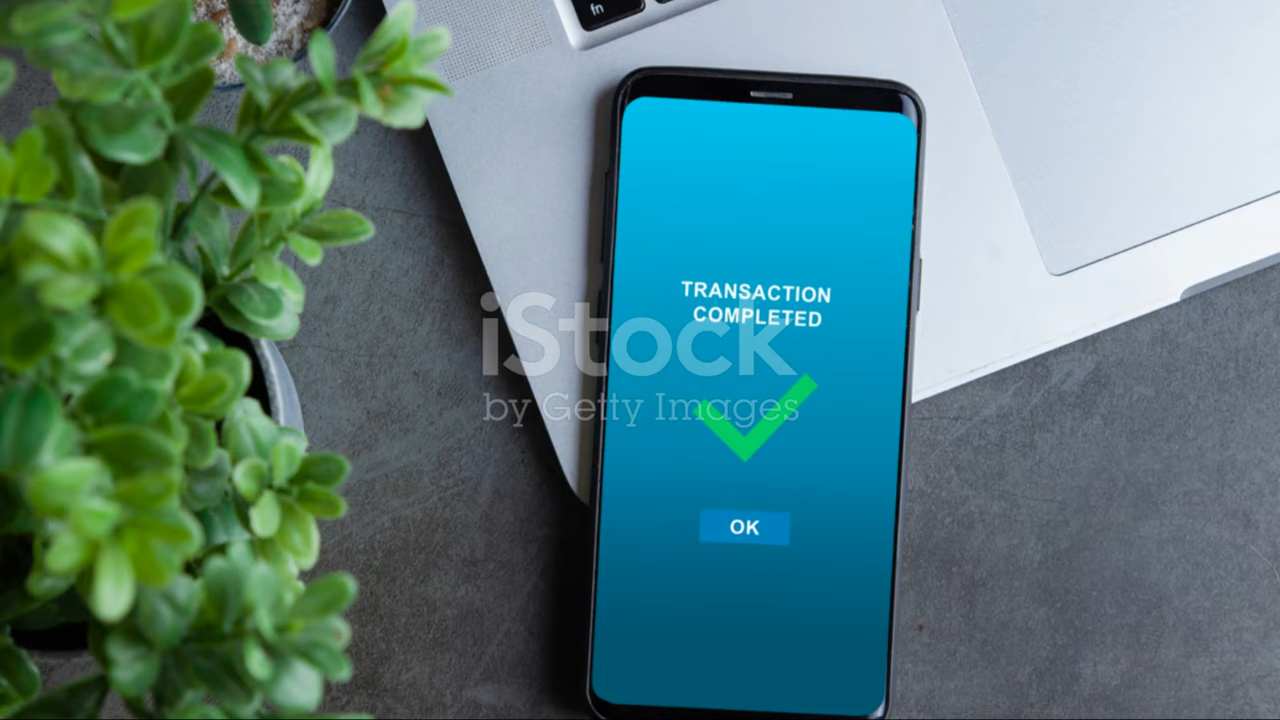 fn
TRANSACTION
COMPLETED
iStock
by Getty Images
OK